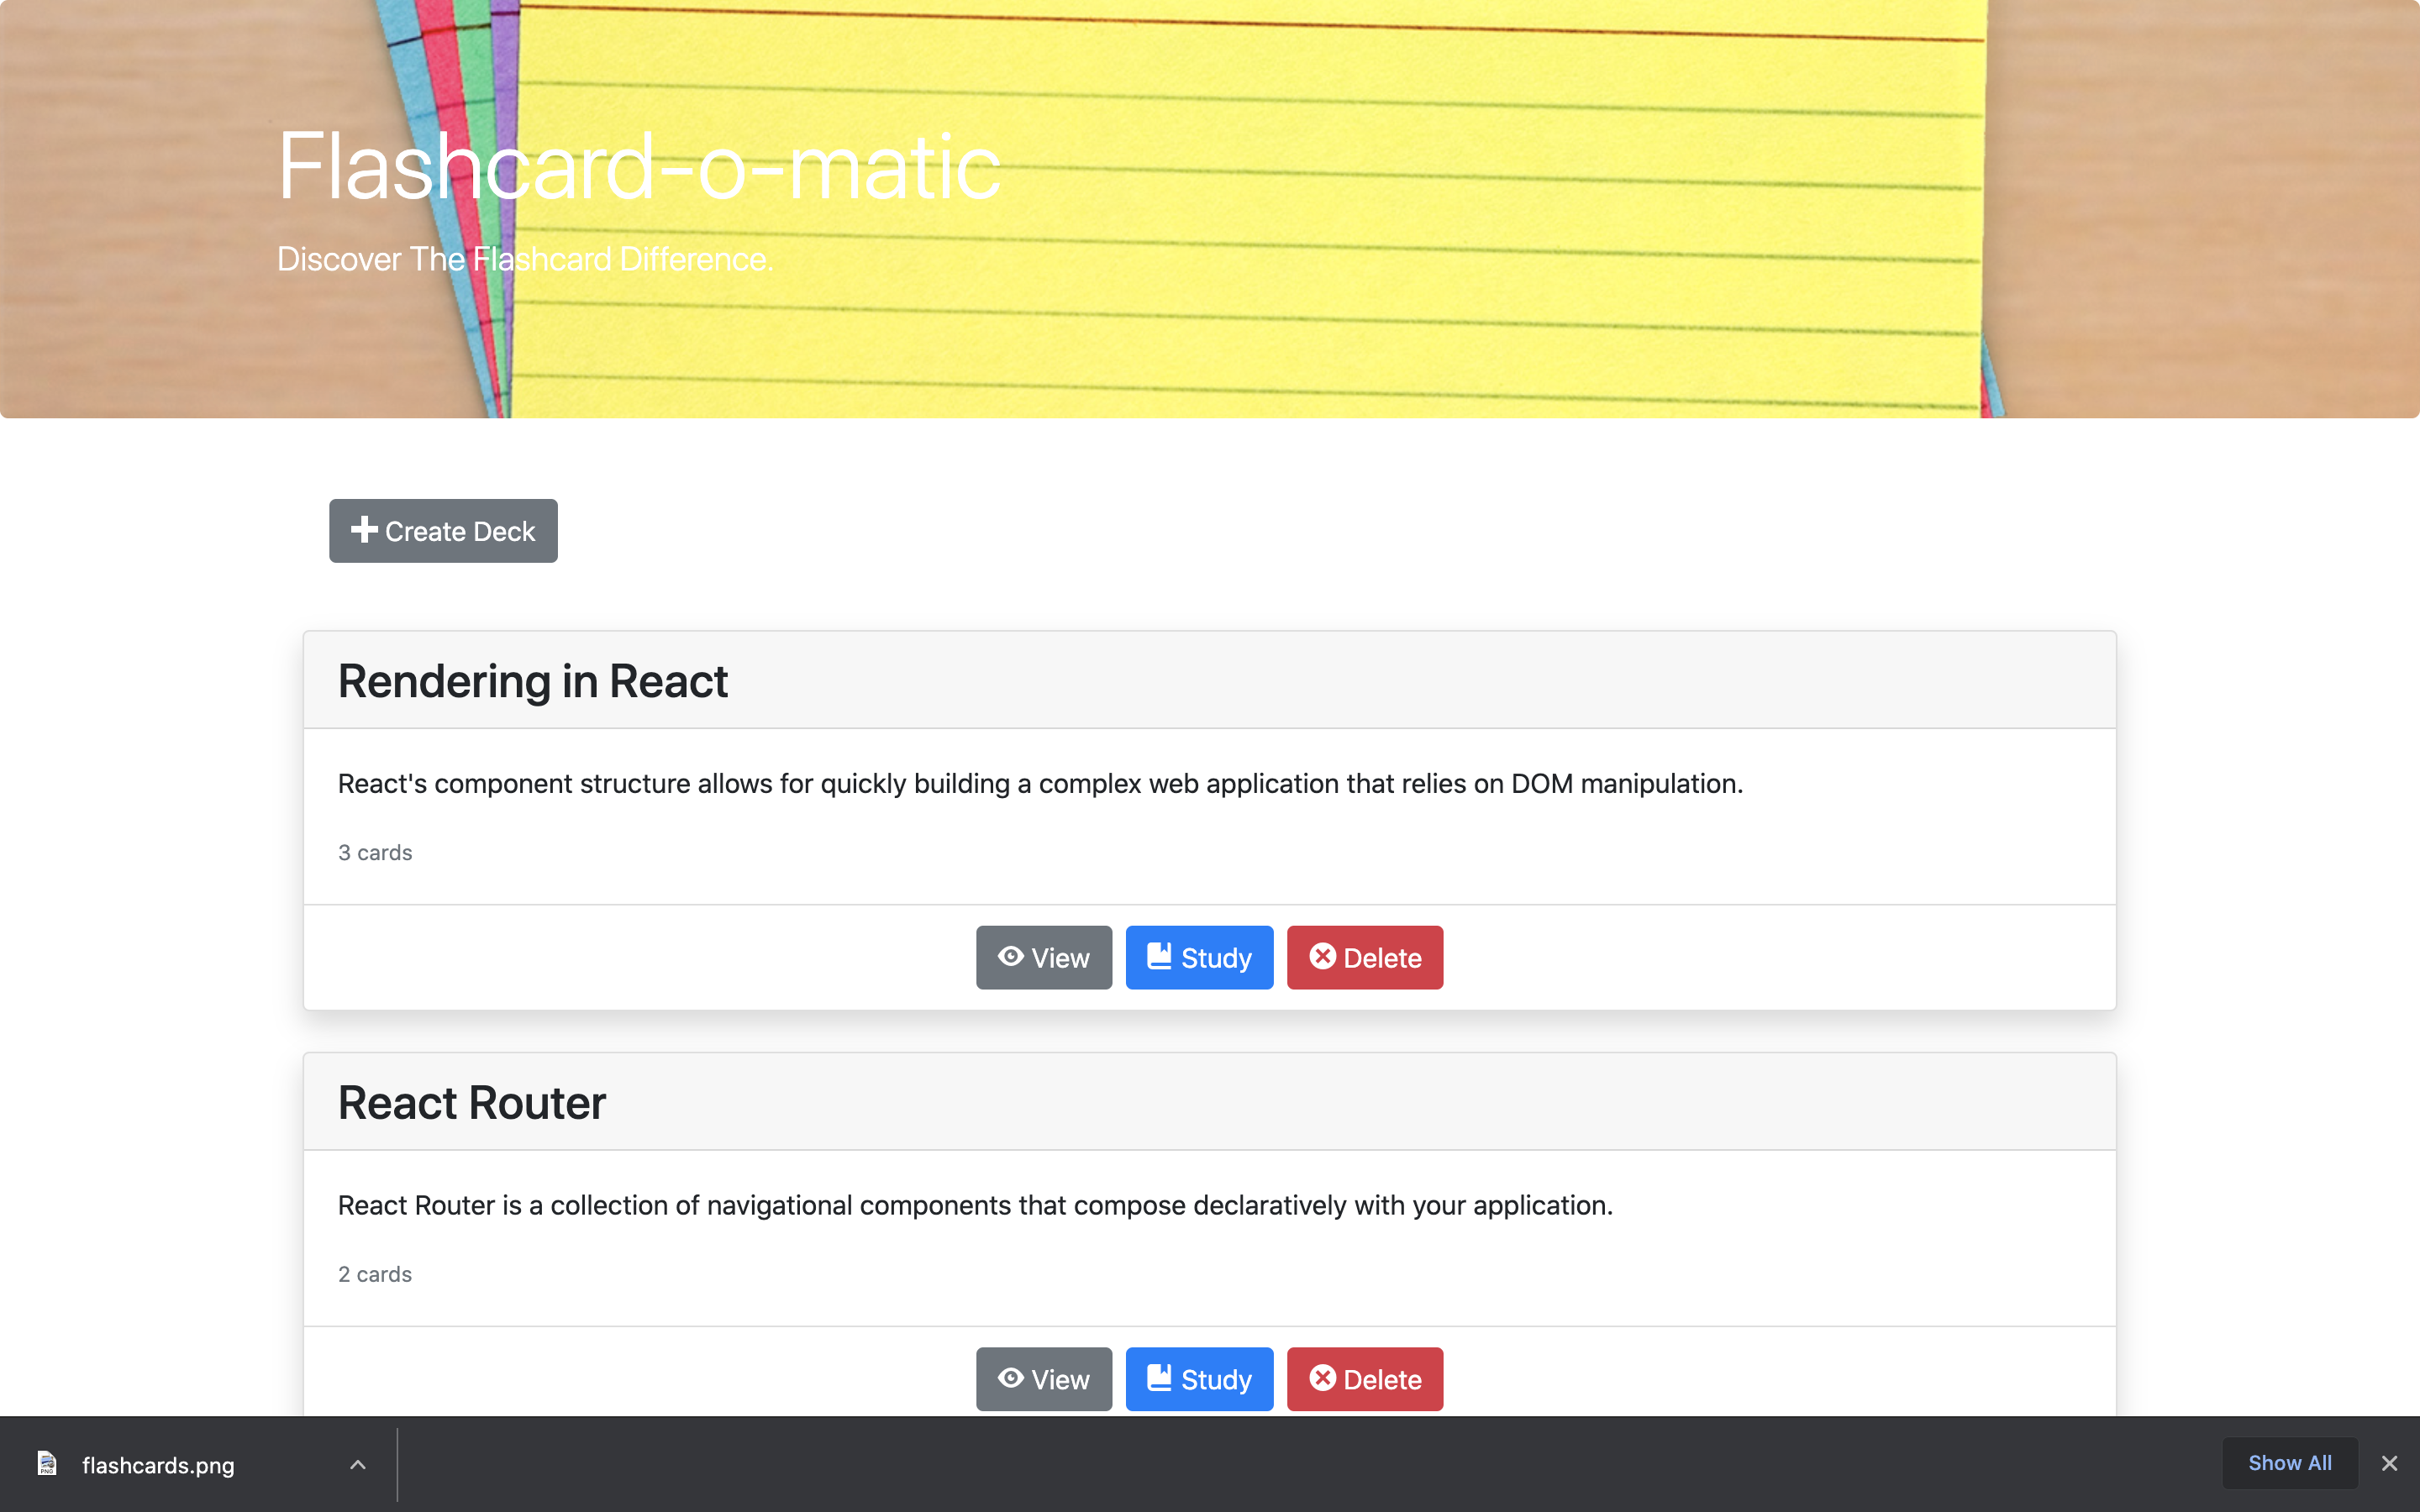 Flashcard-o-matic
Discover The Flashcard Difference.
Create Deck
Rendering in React
React's component structure allows for quickly building a complex web application that relies on DOM manipulation.
3 cards
View Study Delete
React Router
React Router is a collection of navigational components that compose declaratively with your application.
2 cards
View Study Delete
flashcards.png Show All